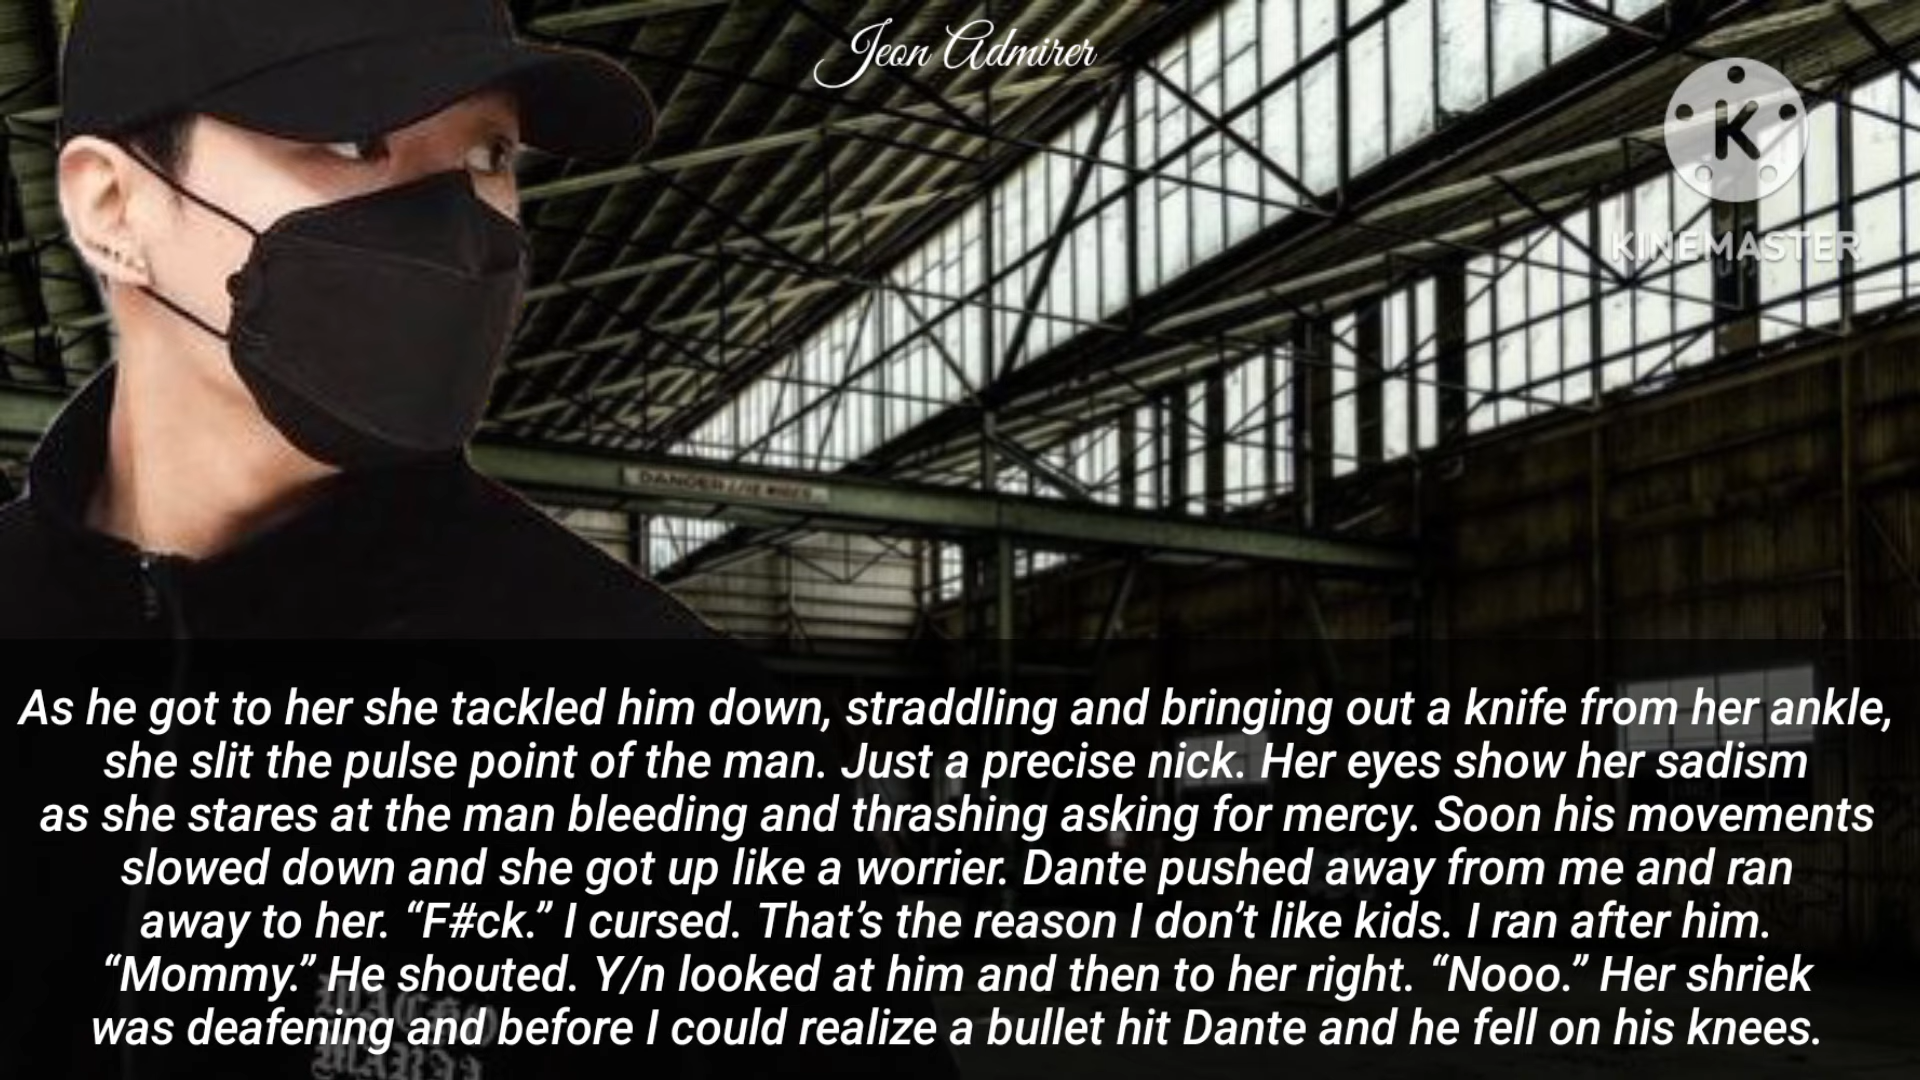 Jeon Admirer
K
KINEMASTER
DANGER
As he got to her she tackled him down, straddling and bringing out a knife from her ankle,
she slit the pulse point of the man. Just a precise nick. Her eyes show her sadism
as she stares at the man bleeding and thrashing asking for mercy. Soon his movements
slowed down and she got up like a worrier. Dante pushed away from me and ran
away to her. “F#ck.” I cursed. That’s the reason I don’t like kids. I ran after him.
“Mommy.” He shouted. Y/n looked at him and then to her right. “Nooo.” Her shriek
was deafening and before I could realize a bullet hit Dante and he fell on his knees.